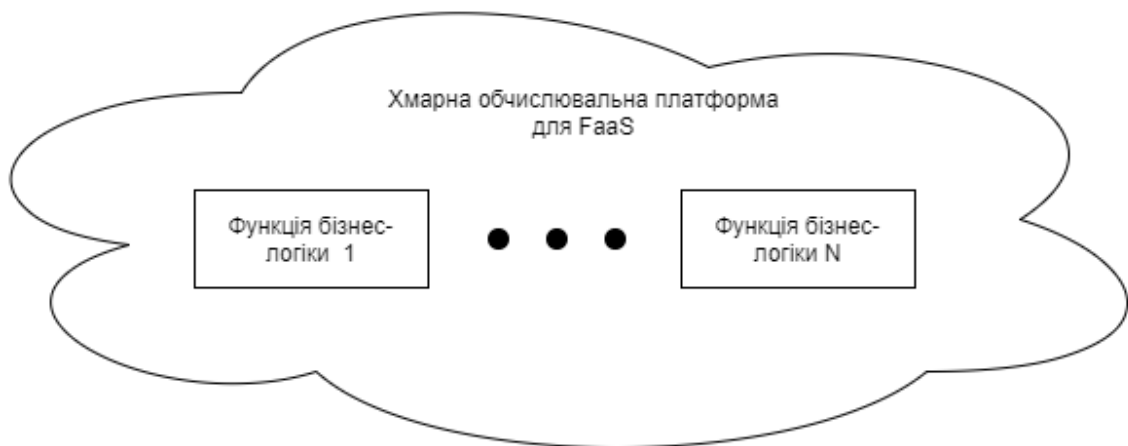 Хмарна обчислювальна платформа
для FaaS
Функція бізнес-
логіки 1
Функція бізнес-
логіки N